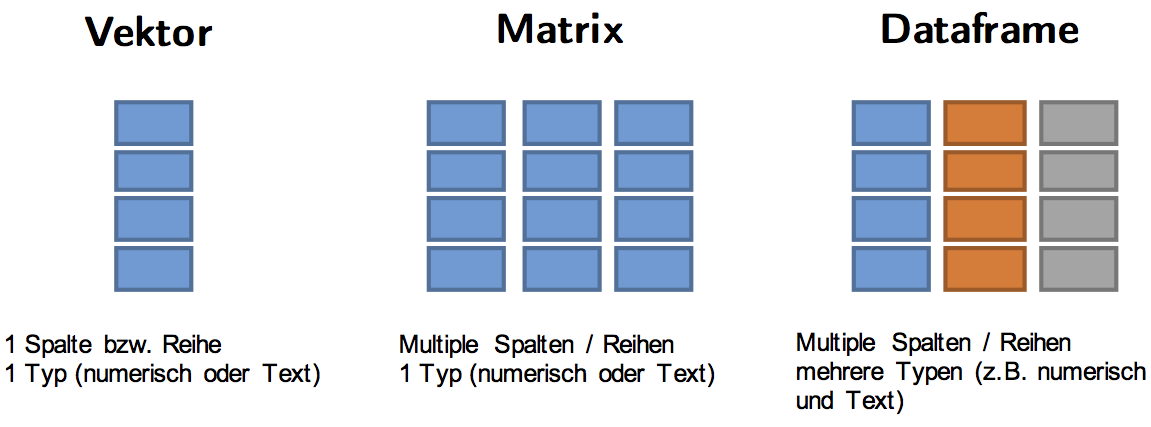 Vektor
Matrix
Dataframe
1 Spalte bzw. Reihe
1 Typ (numerisch oder Text)
Multiple Spalten / Reihen
1 Typ (numerisch oder Text)
Multiple Spalten / Reihen
mehrere Typen (z.B. numerisch
und Text)